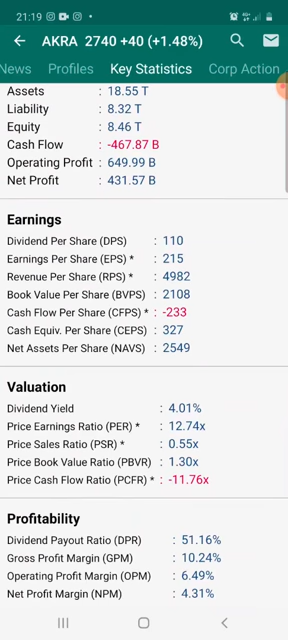 21:19
AKRA 2740 +40 (+1.48%)
News Profiles Key Statistics Corp Action
Assets : 18.55 T
Liability : 8.32 T
Equity : 8.46 T
Cash Flow : -467.87 B
Operating Profit : 649.99 B
Net Profit : 431.57 B
Earnings
Dividend Per Share (DPS) : 110
Earnings Per Share (EPS) * : 215
Revenue Per Share (RPS) * : 4982
Book Value Per Share (BVPS) : 2108
Cash Flow Per Share (CFPS) * : -233
Cash Equiv. Per Share (CEPS) : 327
Net Assets Per Share (NAVS) : 2549
Valuation
Dividend Yield : 4.01%
Price Earnings Ratio (PER) * : 12.74x
Price Sales Ratio (PSR) * : 0.55x
Price Book Value Ratio (PBVR) : 1.30x
Price Cash Flow Ratio (PCFR) * : -11.76x
Profitability
Dividend Payout Ratio (DPR) : 51.16%
Gross Profit Margin (GPM) : 10.24%
Operating Profit Margin (OPM) : 6.49%
Net Profit Margin (NPM) : 4.31%